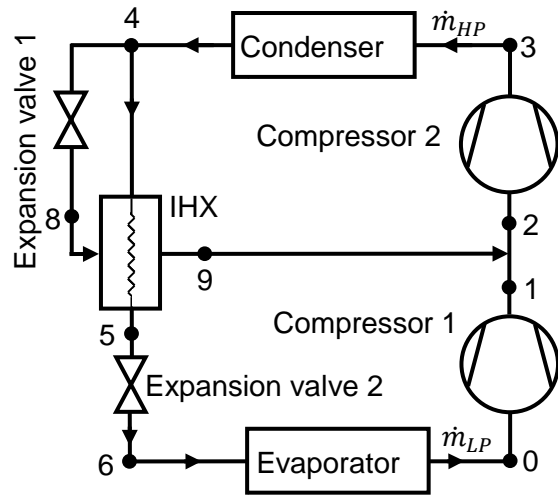 4
Condenser
ṁ_HP
3
Expansion valve 1
Compressor 2
8
IHX
2
9
1
5
Compressor 1
Expansion valve 2
6
Evaporator
ṁ_LP
0